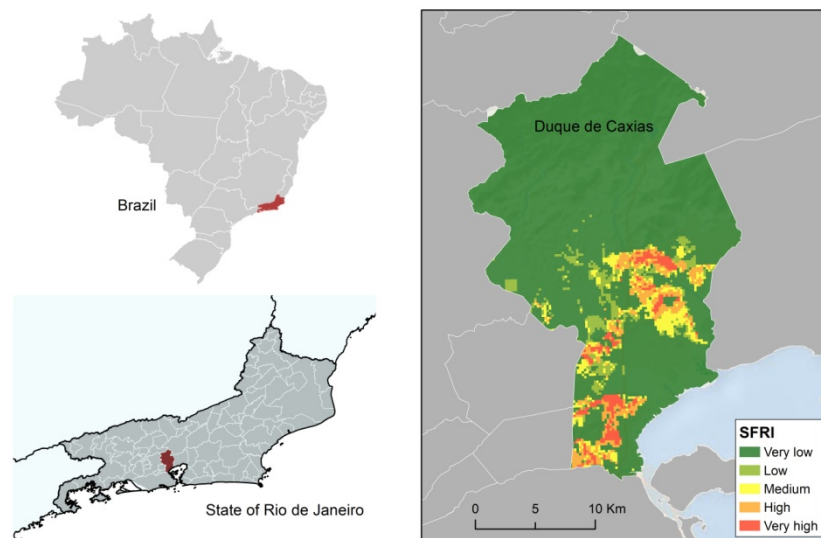 Brazil
State of Rio de Janeiro
Duque de Caxias
SFRI
Very low
Low
Medium
High
Very high
0 5 10 Km